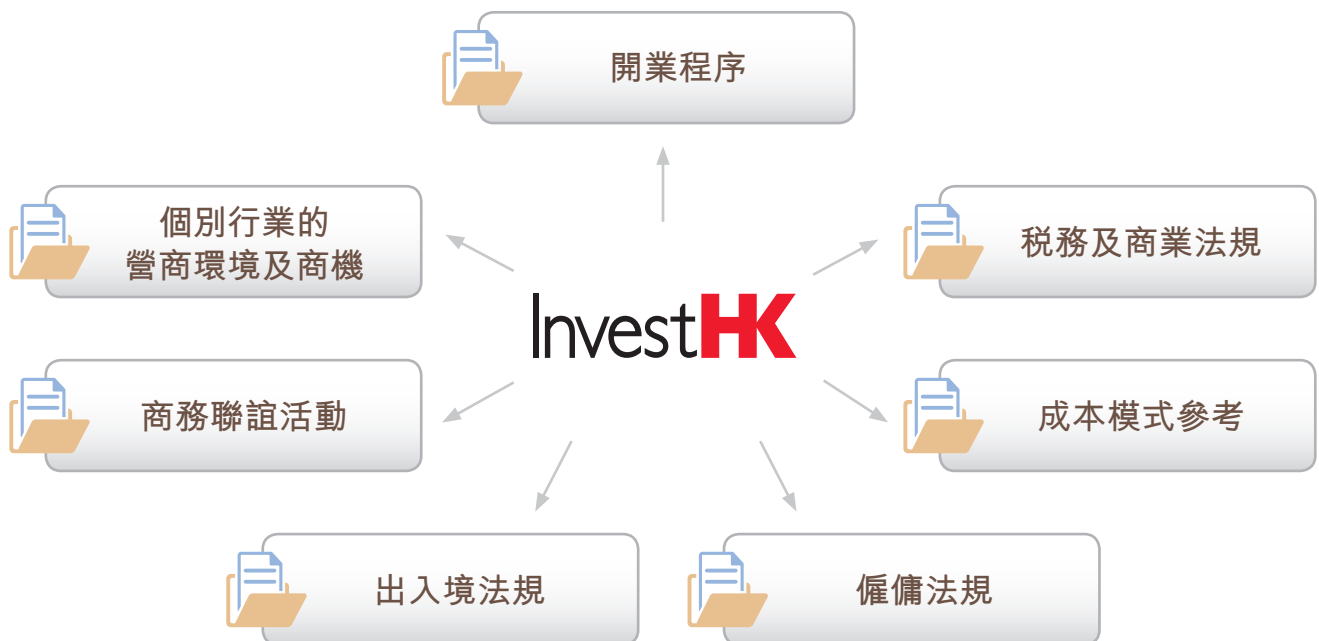 開業程序
個別行業的
營商環境及商機
税務及商業法規
InvestHK
商務聯誼活動
成本模式參考
出入境法規
僱傭法規